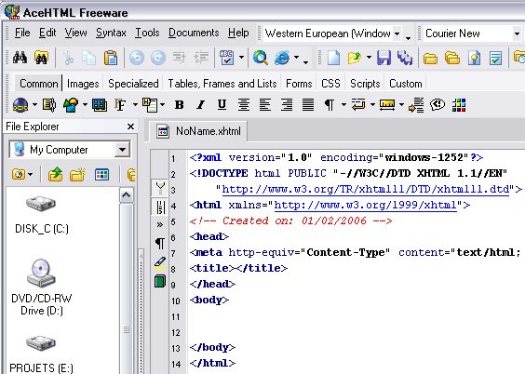 AceHTML Freeware
File Edit View Syntax Tools Documents Help Western European (Window Courier New
Common Images Specialized Tables, Frames and Lists Forms CSS Scripts Custom
B I U
File Explorer
My Computer
DISK_C (C:)
DVD/CD-RW
Drive (D:)
PROJETS (E:)
NoName.xhtml
1 <?xml version="1.0" encoding="windows-1252"?>
2 <!DOCTYPE html PUBLIC "-//W3C//DTD XHTML 1.1//EN"
3 "http://www.w3.org/TR/xhtml11/DTD/xhtml11.dtd">
4 <html xmlns="http://www.w3.org/1999/xhtml">
5 <!-- Created on: 01/02/2006 -->
6 <head>
7 <meta http-equiv="Content-Type" content="text/html;
8 <title></title>
9 </head>
10 <body>
11
12
13 </body>
14 </html>